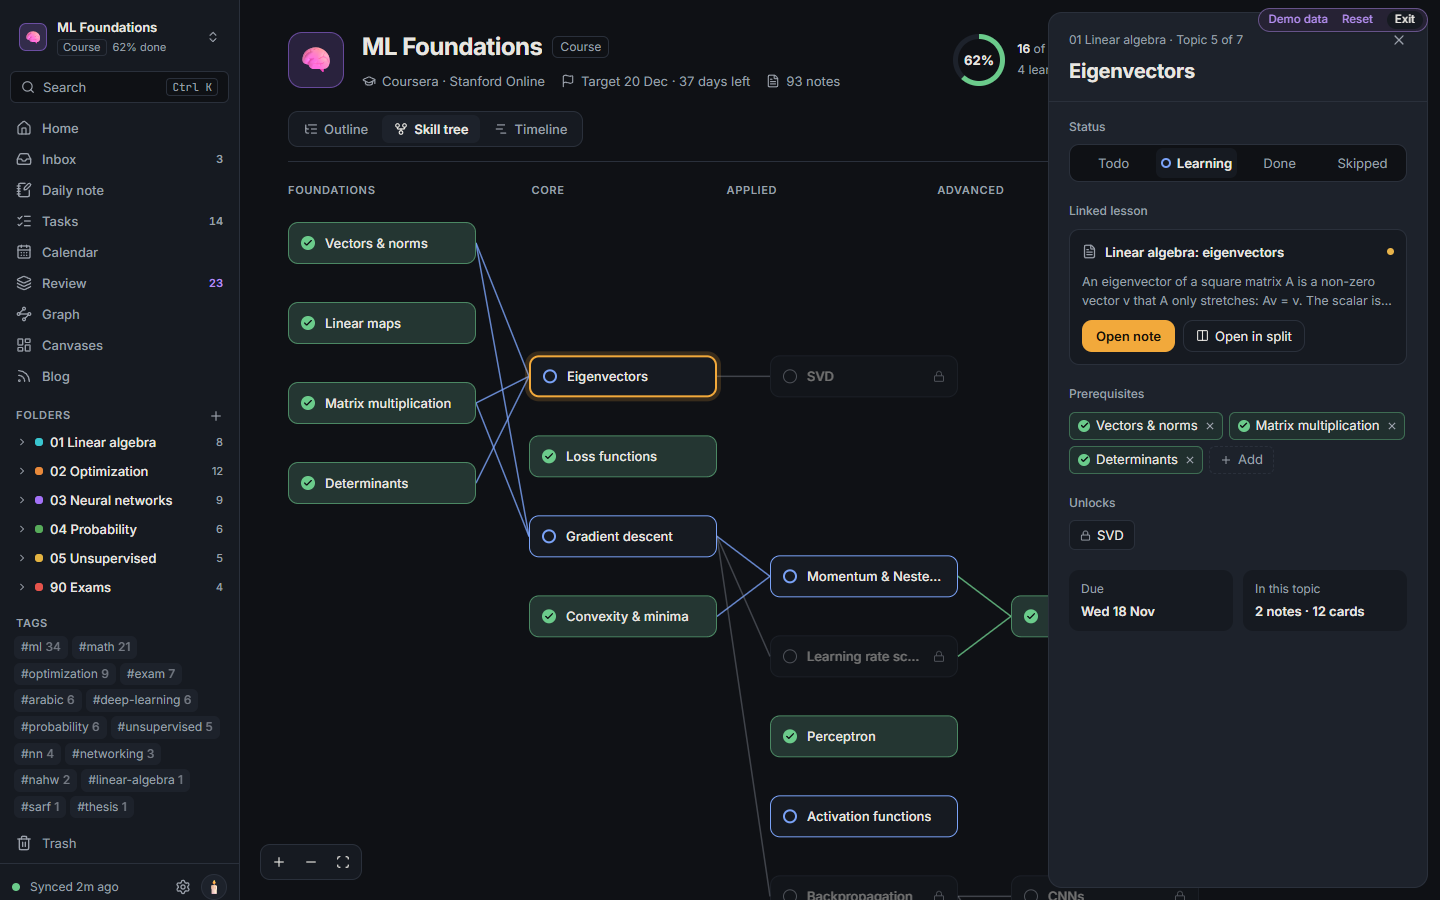 ML Foundations
Course 62% done
Search Ctrl K
Home
Inbox 3
Daily note
Tasks 14
Calendar
Review 23
Graph
Canvases
Blog
FOLDERS
01 Linear algebra 8
02 Optimization 12
03 Neural networks 9
04 Probability 6
05 Unsupervised 5
90 Exams 4
TAGS
#ml 34 #math 21
#optimization 9 #exam 7
#arabic 6 #deep-learning 6
#probability 6 #unsupervised 5
#nn 4 #networking 3
#nahw 2 #linear-algebra 1
#sarf 1 #thesis 1
Trash
Synced 2m ago
ML Foundations Course
Coursera · Stanford Online Target 20 Dec · 37 days left 93 notes
62%
16 of
4 lear
Outline Skill tree Timeline
FOUNDATIONS CORE APPLIED ADVANCED
Vectors & norms
Linear maps
Eigenvectors SVD
Matrix multiplication
Loss functions
Determinants
Gradient descent
Momentum & Neste...
Convexity & minima
Learning rate sc...
Perceptron
Activation functions
Backpropagation CNNs
Demo data Reset Exit
01 Linear algebra · Topic 5 of 7
Eigenvectors
Status
Todo Learning Done Skipped
Linked lesson
Linear algebra: eigenvectors
An eigenvector of a square matrix A is a non-zero
vector v that A only stretches: Av = v. The scalar is...
Open note Open in split
Prerequisites
Vectors & norms × Matrix multiplication ×
Determinants × + Add
Unlocks
SVD
Due
Wed 18 Nov
In this topic
2 notes · 12 cards